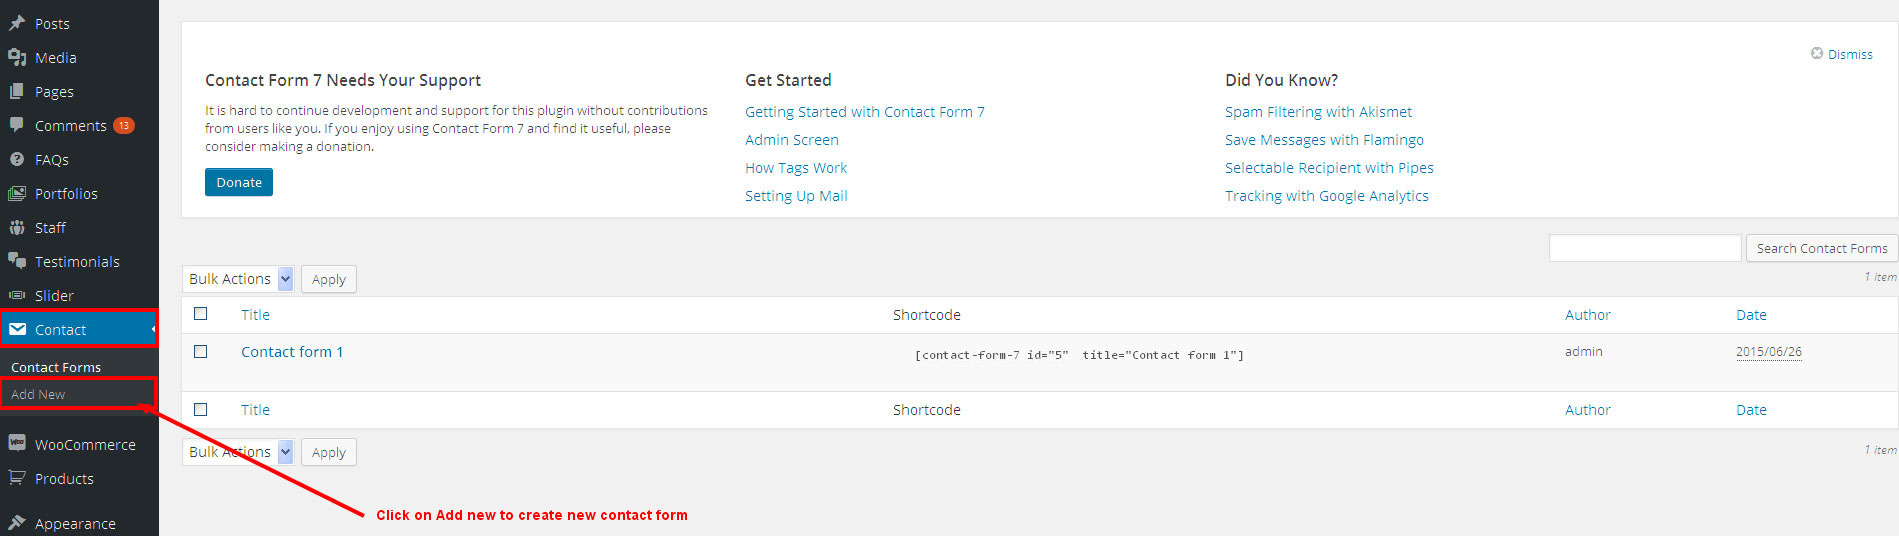 Posts
Media
Pages
Comments 13
FAQs
Portfolios
Staff
Testimonials
Slider
Contact
Contact Forms
Add New
WooCommerce
Products
Appearance
Dismiss
Contact Form 7 Needs Your Support
It is hard to continue development and support for this plugin without contributions
from users like you. If you enjoy using Contact Form 7 and find it useful, please
consider making a donation.
Donate
Get Started
Getting Started with Contact Form 7
Admin Screen
How Tags Work
Setting Up Mail
Did You Know?
Spam Filtering with Akismet
Save Messages with Flamingo
Selectable Recipient with Pipes
Tracking with Google Analytics
Search Contact Forms
Bulk Actions Apply 1 item
Title Shortcode Author Date
Contact form 1 [contact-form-7 id="5" title="Contact form 1"] admin 2015/06/26
Title Shortcode Author Date
Bulk Actions Apply 1 item
Click on Add new to create new contact form